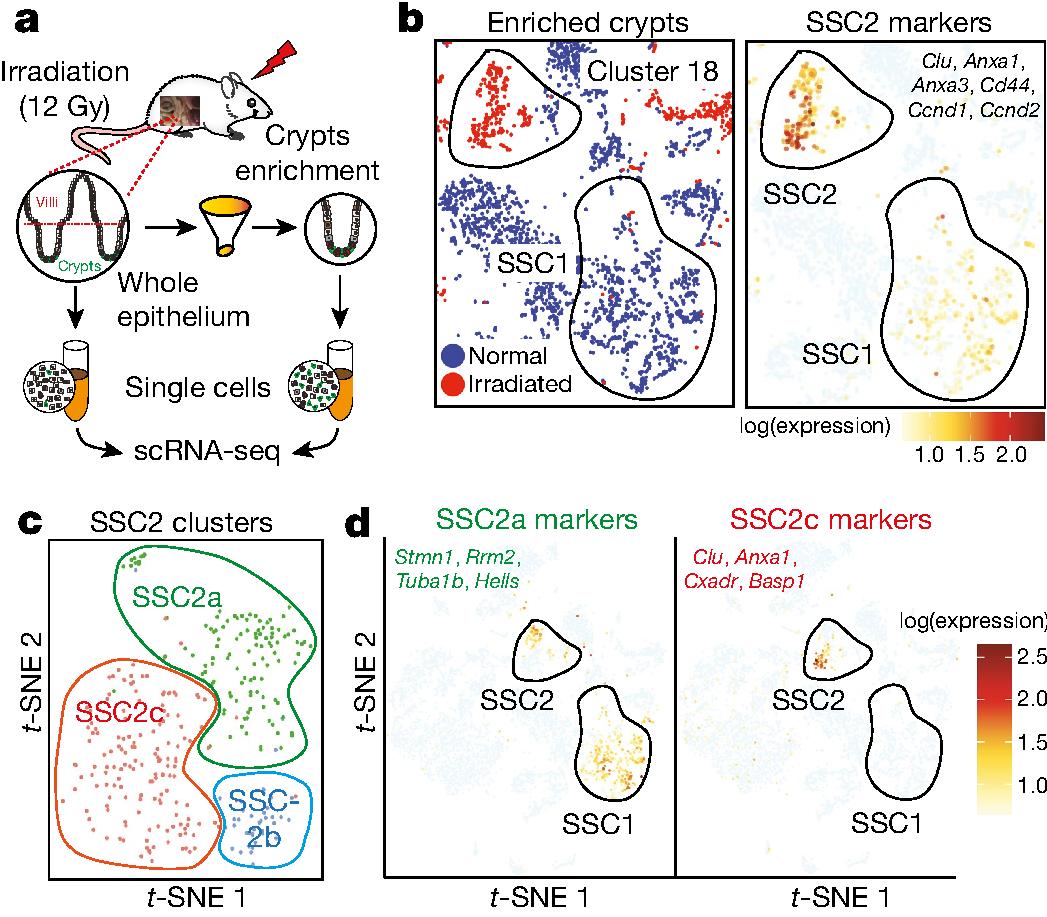 a
Irradiation
(12 Gy)
Crypts
enrichment
Villi
Crypts
Whole
epithelium
Single cells
scRNA-seq
b
Enriched crypts
Cluster 18
SSC1
Normal
Irradiated
SSC2 markers
Clu, Anxa1,
Anxa3, Cd44,
Ccnd1, Ccnd2
SSC2
SSC1
log(expression)
1.0 1.5 2.0
c
SSC2 clusters
SSC2a
SSC2c
SSC-
2b
t-SNE 2
t-SNE 1
d
SSC2a markers
Stmn1, Rrm2,
Tuba1b, Hells
SSC2
SSC1
t-SNE 2
t-SNE 1
SSC2c markers
Clu, Anxa1,
Cxadr, Basp1
SSC2
SSC1
t-SNE 1
log(expression)
2.5
2.0
1.5
1.0